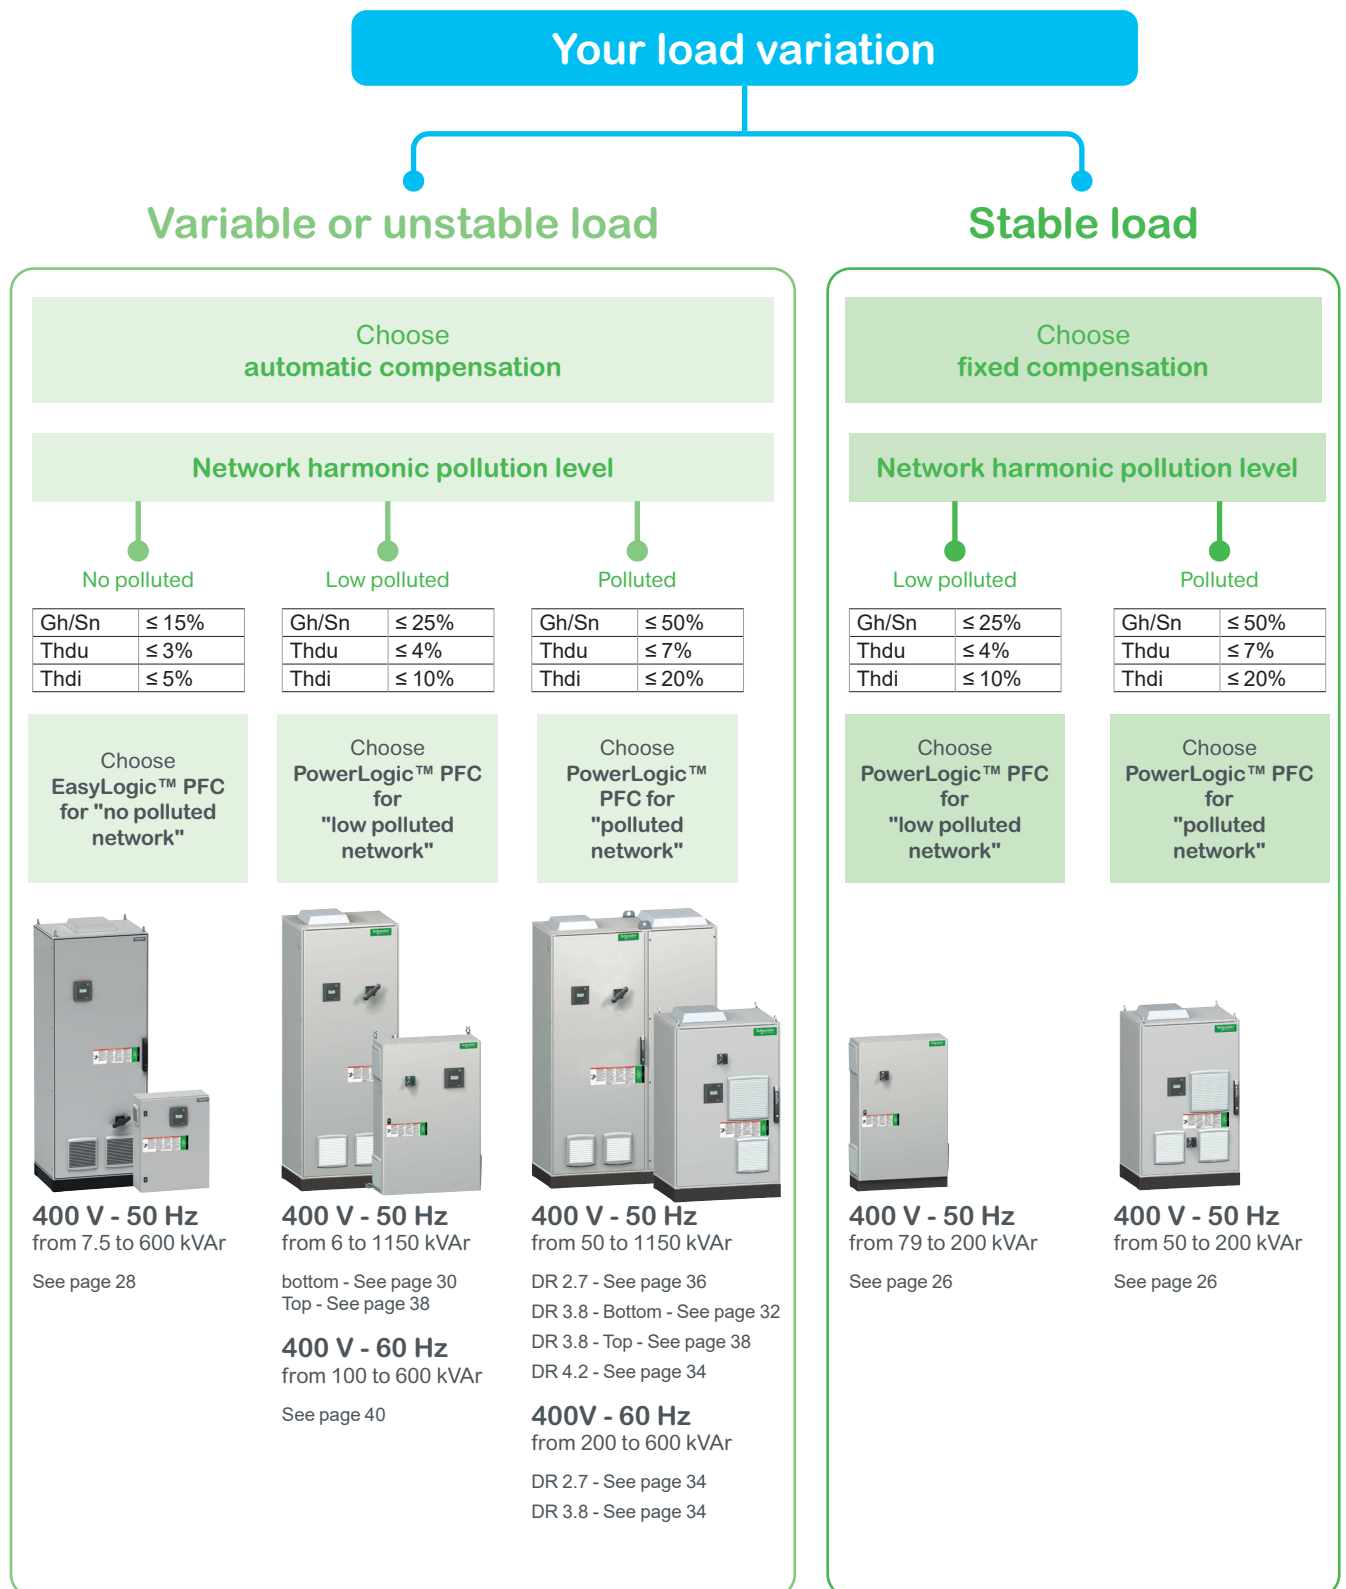 Your load variation
Variable or unstable load
Choose
automatic compensation
Network harmonic pollution level
No polluted
Gh/Sn ≤ 15%
Thdu ≤ 3%
Thdi ≤ 5%
Choose
EasyLogic™ PFC
for "no polluted
network"
400 V - 50 Hz
from 7.5 to 600 kVAr
See page 28
Low polluted
Gh/Sn ≤ 25%
Thdu ≤ 4%
Thdi ≤ 10%
Choose
PowerLogic™ PFC
for
"low polluted
network"
400 V - 50 Hz
from 6 to 1150 kVAr
bottom - See page 30
Top - See page 38
400 V - 60 Hz
from 100 to 600 kVAr
See page 40
Polluted
Gh/Sn ≤ 50%
Thdu ≤ 7%
Thdi ≤ 20%
Choose
PowerLogic™
PFC for
"polluted
network"
400 V - 50 Hz
from 50 to 1150 kVAr
DR 2.7 - See page 36
DR 3.8 - Bottom - See page 32
DR 3.8 - Top - See page 38
DR 4.2 - See page 34
400V - 60 Hz
from 200 to 600 kVAr
DR 2.7 - See page 34
DR 3.8 - See page 34
Stable load
Choose
fixed compensation
Network harmonic pollution level
Low polluted
Gh/Sn ≤ 25%
Thdu ≤ 4%
Thdi ≤ 10%
Choose
PowerLogic™ PFC
for
"low polluted
network"
400 V - 50 Hz
from 79 to 200 kVAr
See page 26
Polluted
Gh/Sn ≤ 50%
Thdu ≤ 7%
Thdi ≤ 20%
Choose
PowerLogic™ PFC
for
"polluted
network"
400 V - 50 Hz
from 50 to 200 kVAr
See page 26